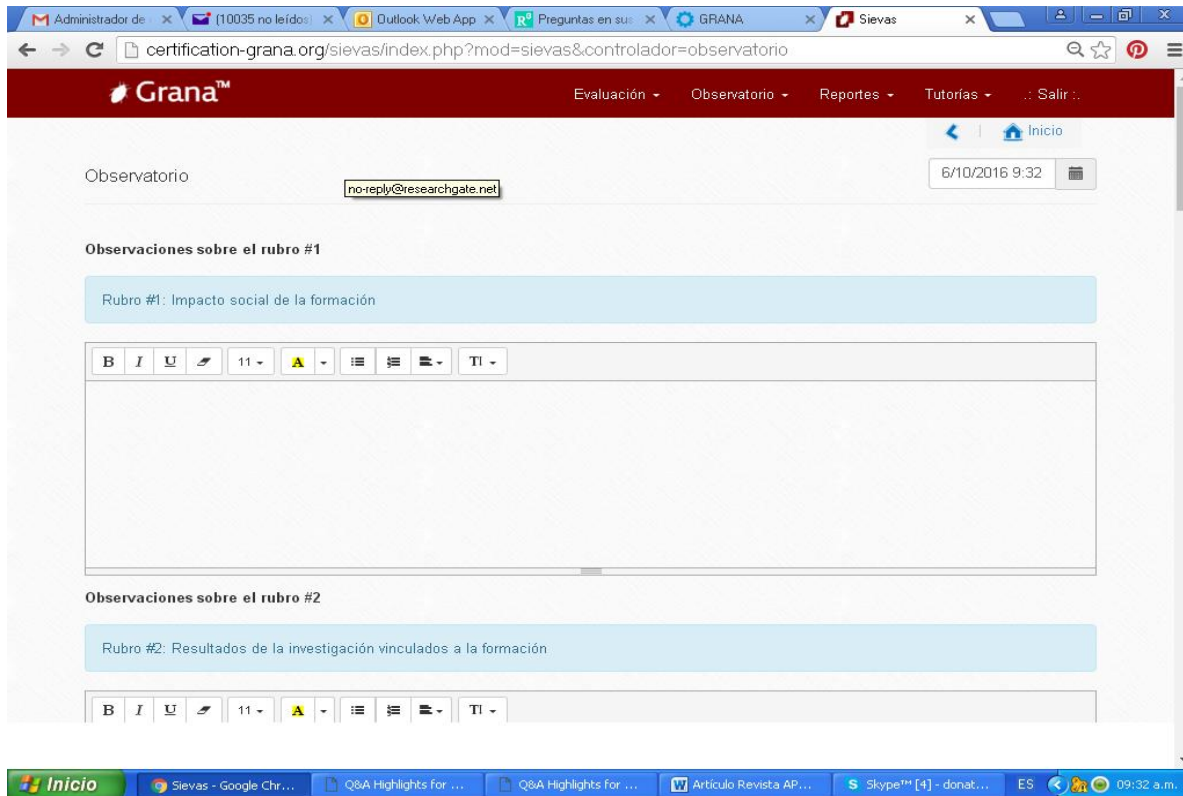 Administrador de (10035 no leídos) Outlook Web App Preguntas en sus GRANA Sievas
certification-grana.org/sievas/index.php?mod=sievas&controlador=observatorio
Grana™ Evaluación Observatorio Reportes Tutorías .: Salir :.
Inicio
Observatorio
no-reply@researchgate.net
6/10/2016 9:32
Observaciones sobre el rubro #1
Rubro #1: Impacto social de la formación
B I U 11 A TI
Observaciones sobre el rubro #2
Rubro #2: Resultados de la investigación vinculados a la formación
B I U 11 A TI
Inicio Sievas - Google Chr... Q&A Highlights for ... Q&A Highlights for ... Artículo Revista AP... Skype™ [4] - donat... ES 09:32 a.m.